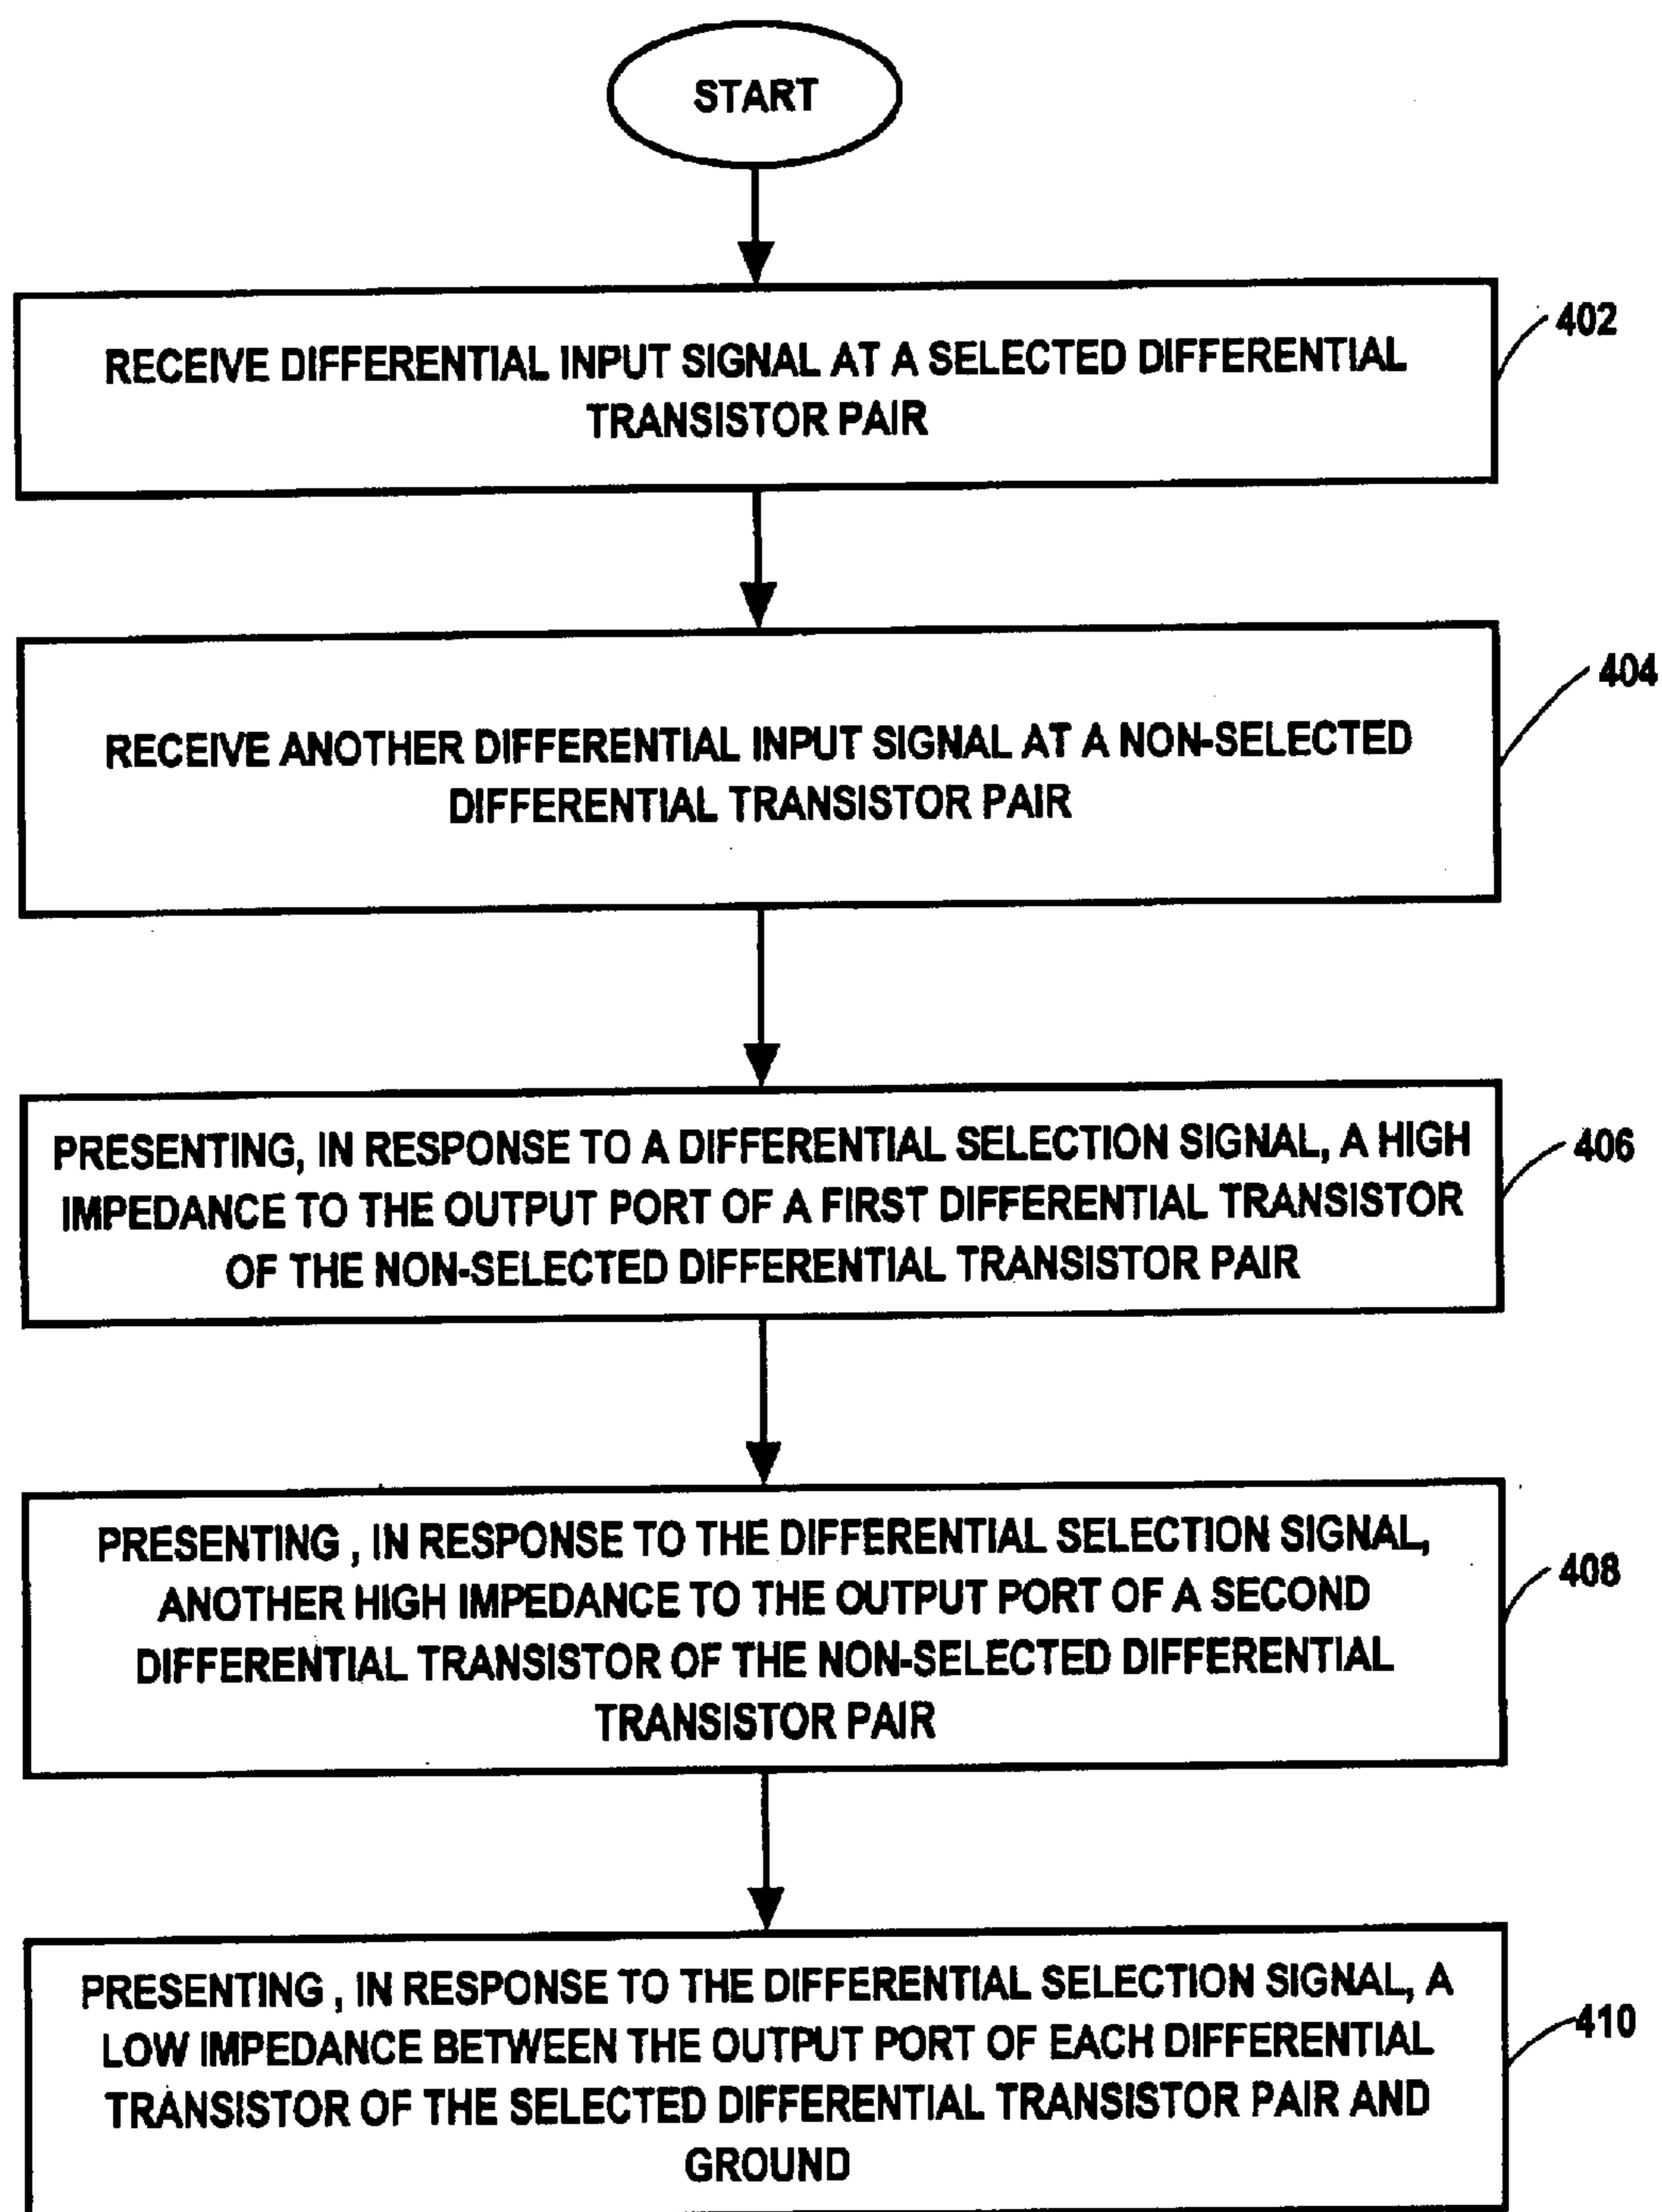 START
RECEIVE DIFFERENTIAL INPUT SIGNAL AT A SELECTED DIFFERENTIAL
TRANSISTOR PAIR
402
RECEIVE ANOTHER DIFFERENTIAL INPUT SIGNAL AT A NON-SELECTED
DIFFERENTIAL TRANSISTOR PAIR
404
PRESENTING, IN RESPONSE TO A DIFFERENTIAL SELECTION SIGNAL, A HIGH
IMPEDANCE TO THE OUTPUT PORT OF A FIRST DIFFERENTIAL TRANSISTOR
OF THE NON-SELECTED DIFFERENTIAL TRANSISTOR PAIR
406
PRESENTING , IN RESPONSE TO THE DIFFERENTIAL SELECTION SIGNAL,
ANOTHER HIGH IMPEDANCE TO THE OUTPUT PORT OF A SECOND
DIFFERENTIAL TRANSISTOR OF THE NON-SELECTED DIFFERENTIAL
TRANSISTOR PAIR
408
PRESENTING , IN RESPONSE TO THE DIFFERENTIAL SELECTION SIGNAL, A
LOW IMPEDANCE BETWEEN THE OUTPUT PORT OF EACH DIFFERENTIAL
TRANSISTOR OF THE SELECTED DIFFERENTIAL TRANSISTOR PAIR AND
GROUND
410